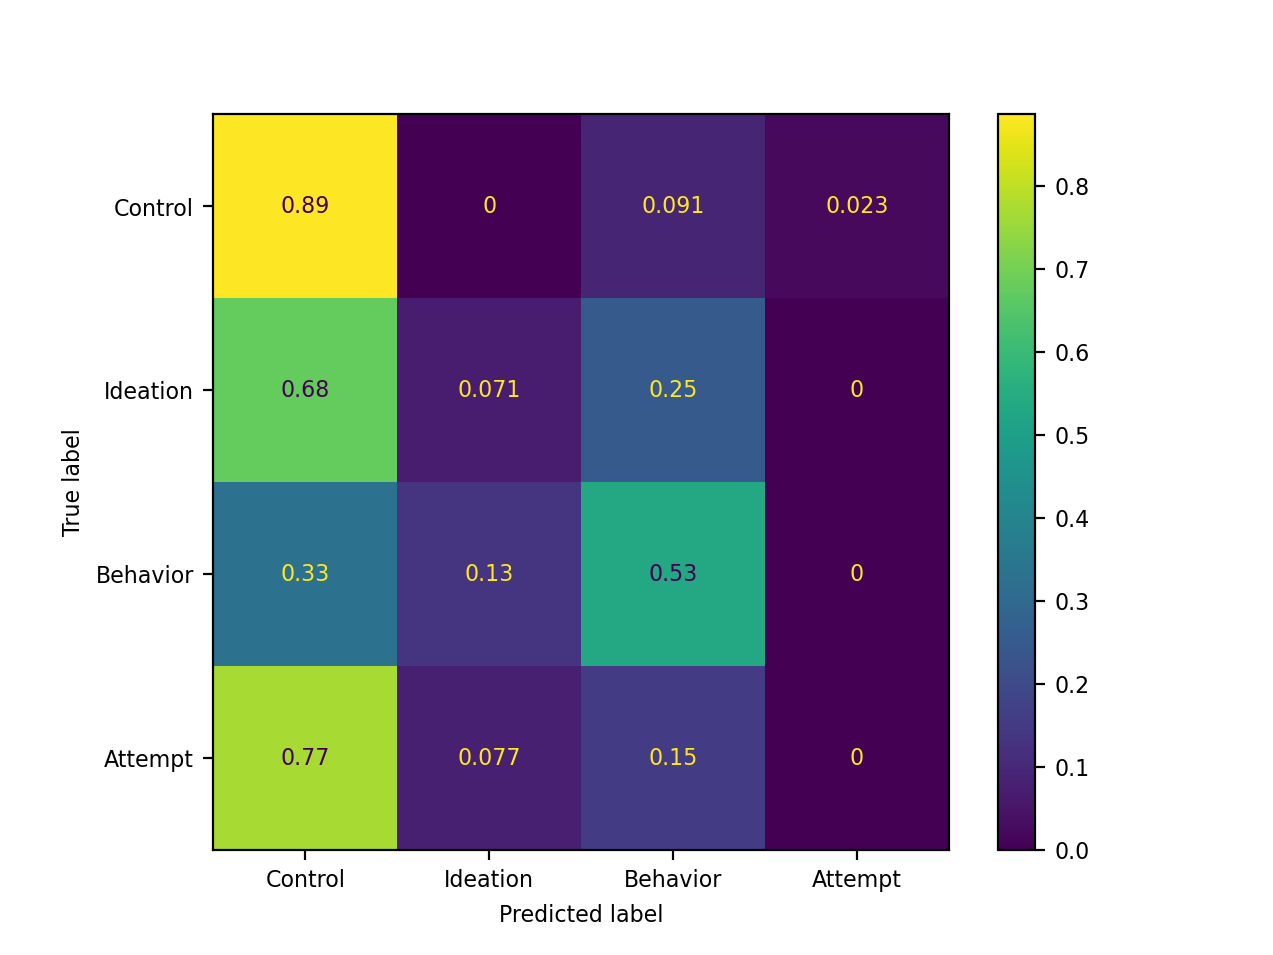 Control 0.89 0 0.091 0.023
Ideation 0.68 0.071 0.25 0
Behavior 0.33 0.13 0.53 0
Attempt 0.77 0.077 0.15 0
Control Ideation Behavior Attempt
Predicted label
True label
0.8
0.7
0.6
0.5
0.4
0.3
0.2
0.1
0.0